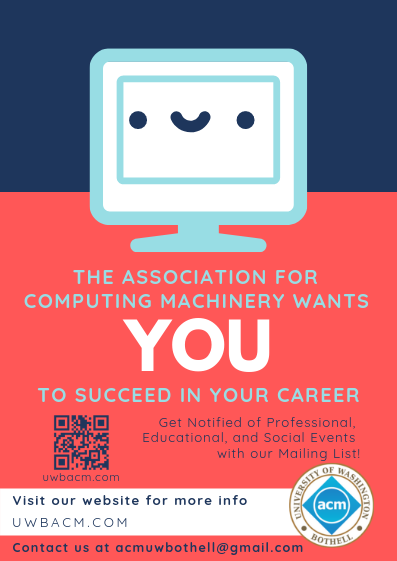 THE ASSOCIATION FOR
COMPUTING MACHINERY WANTS
YOU
TO SUCCEED IN YOUR CAREER
Get Notified of Professional,
Educational, and Social Events
with our Mailing List!
uwbacm.com
Visit our website for more info
UWBACM.COM
Contact us at acmuwbothell@gmail.com
UNIVERSITY OF WASHINGTON
acm
BOTHELL